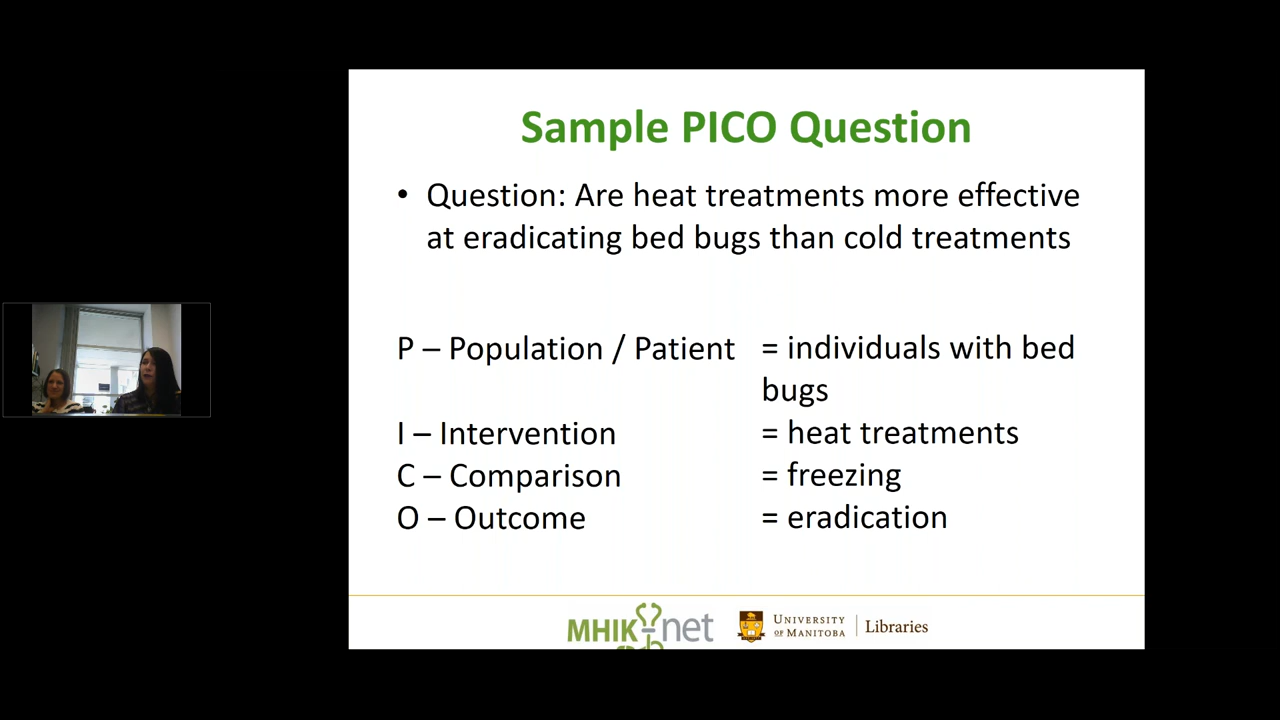 Sample PICO Question
• Question: Are heat treatments more effective
at eradicating bed bugs than cold treatments
P – Population / Patient = individuals with bed
bugs
I – Intervention = heat treatments
C – Comparison = freezing
O – Outcome = eradication
MHIKnet UNIVERSITY
OF MANITOBA Libraries